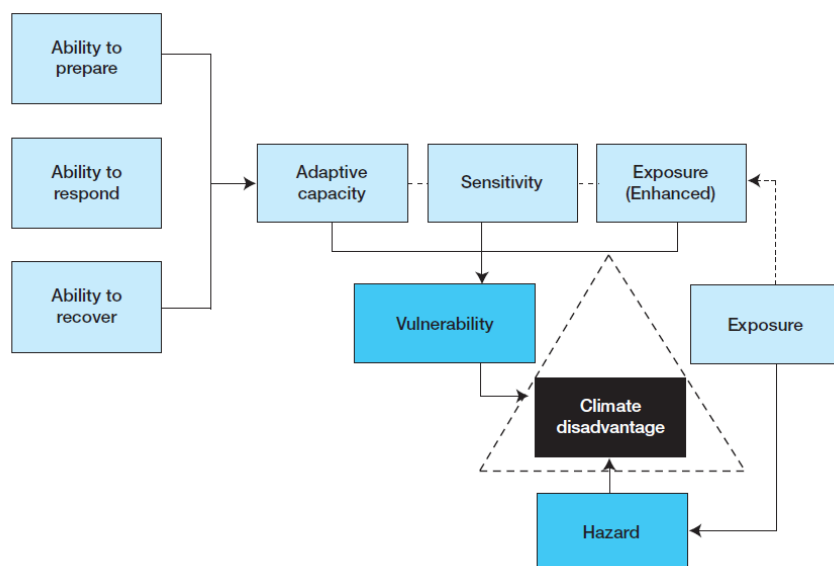 Ability to
prepare
Ability to
respond
Ability to
recover
Adaptive
capacity
Sensitivity
Exposure
(Enhanced)
Vulnerability
Exposure
Climate
disadvantage
Hazard